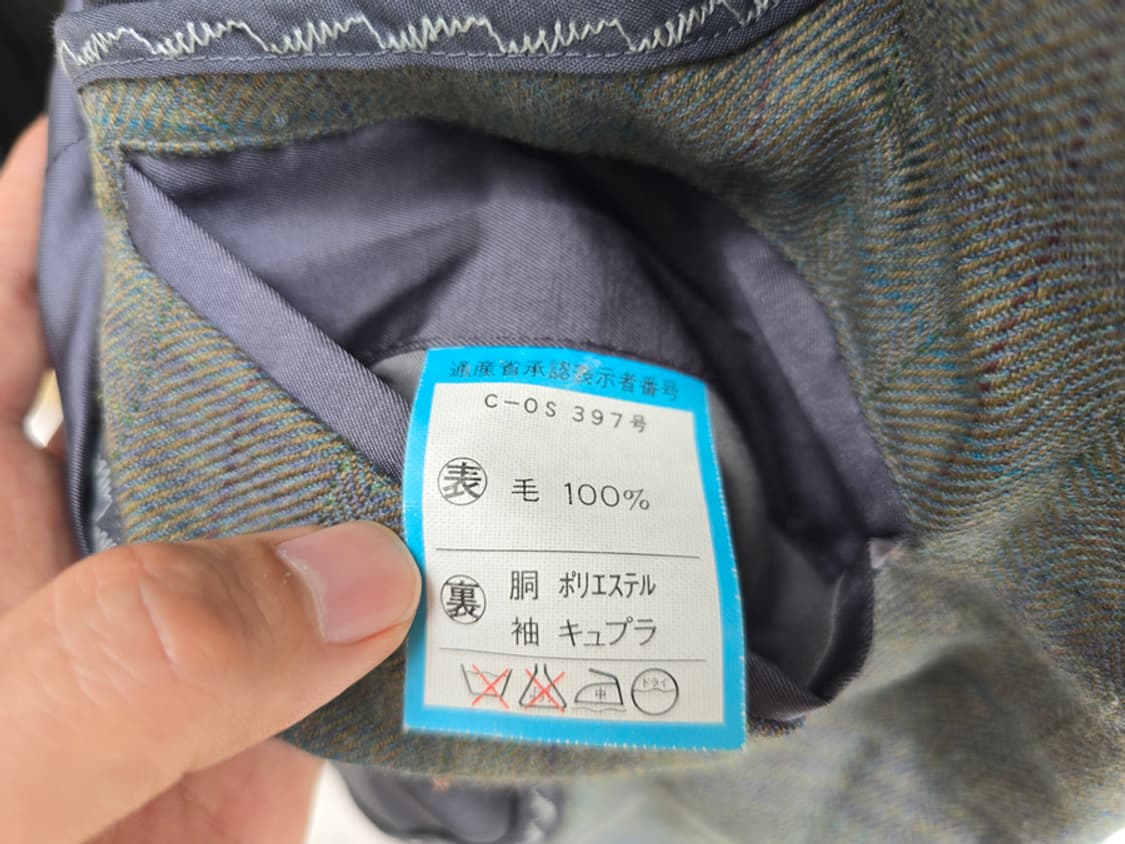 通産省承認表示者番号
C-OS 397号
表 毛 100%
裏 胴 ポリエステル
袖 キュプラ
中 ドライ